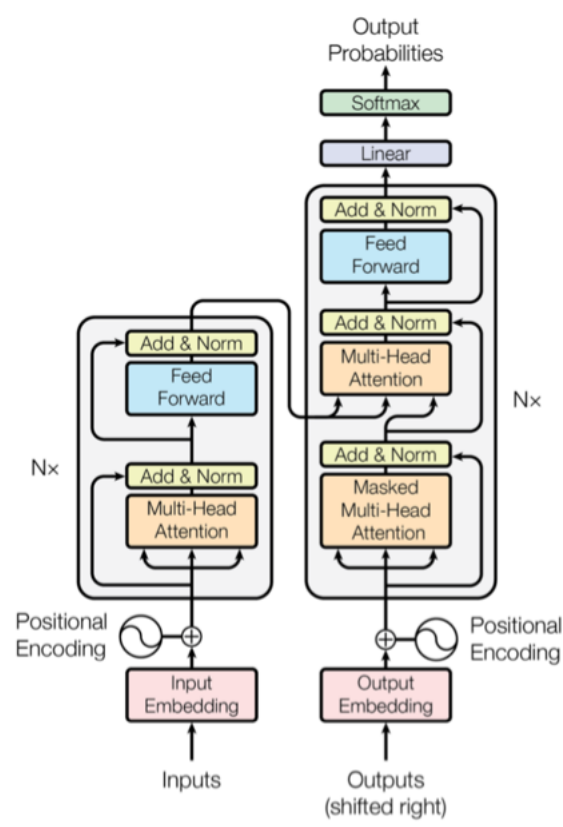 Output
Probabilities
Softmax
Linear
Add & Norm
Feed
Forward
Add & Norm
Multi-Head
Attention
Add & Norm
Masked
Multi-Head
Attention
N×
Add & Norm
Feed
Forward
Add & Norm
Multi-Head
Attention
N×
Positional
Encoding
Positional
Encoding
Input
Embedding
Output
Embedding
Inputs
Outputs
(shifted right)